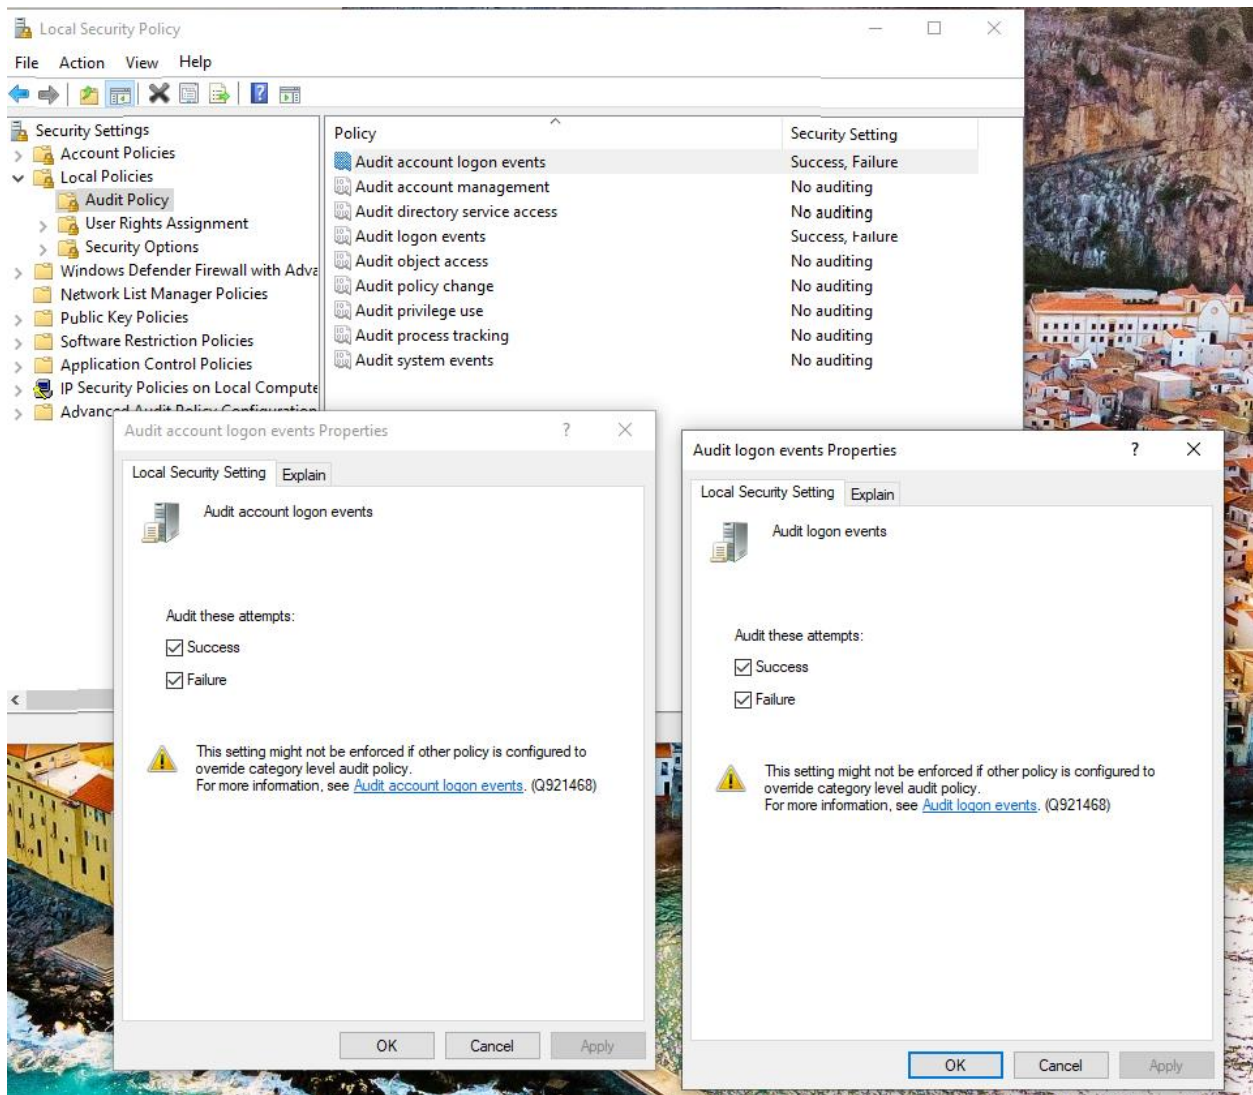 Local Security Policy
File Action View Help
Security Settings
Account Policies
Local Policies
Audit Policy
User Rights Assignment
Security Options
Windows Defender Firewall with Adva
Network List Manager Policies
Public Key Policies
Software Restriction Policies
Application Control Policies
IP Security Policies on Local Compute
Advanced Audit Policy Configuration
Policy Security Setting
Audit account logon events Success, Failure
Audit account management No auditing
Audit directory service access No auditing
Audit logon events Success, Failure
Audit object access No auditing
Audit policy change No auditing
Audit privilege use No auditing
Audit process tracking No auditing
Audit system events No auditing
Audit account logon events Properties
Local Security Setting Explain
Audit account logon events
Audit these attempts:
Success
Failure
This setting might not be enforced if other policy is configured to
override category level audit policy.
For more information, see Audit account logon events. (Q921468)
OK Cancel Apply
Audit logon events Properties
Local Security Setting Explain
Audit logon events
Audit these attempts:
Success
Failure
This setting might not be enforced if other policy is configured to
override category level audit policy.
For more information, see Audit logon events. (Q921468)
OK Cancel Apply